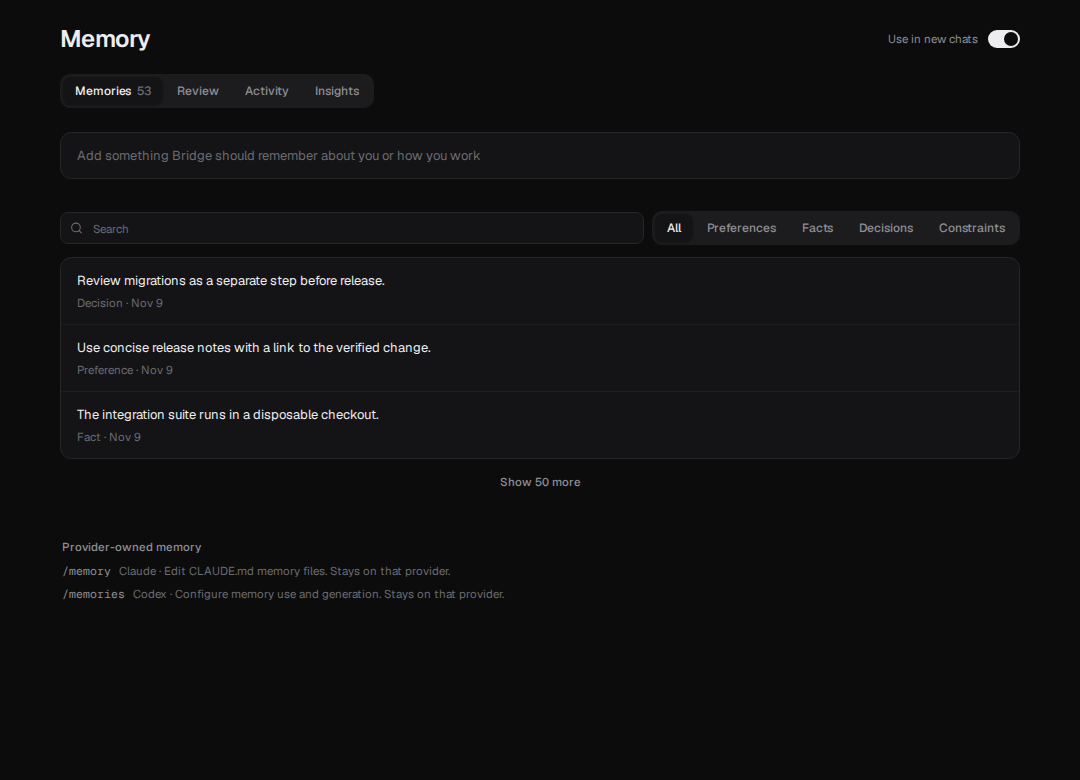 Memory
Use in new chats
Memories 53 Review Activity Insights
Add something Bridge should remember about you or how you work
Search
All Preferences Facts Decisions Constraints
Review migrations as a separate step before release.
Decision · Nov 9
Use concise release notes with a link to the verified change.
Preference · Nov 9
The integration suite runs in a disposable checkout.
Fact · Nov 9
Show 50 more
Provider-owned memory
/memory Claude · Edit CLAUDE.md memory files. Stays on that provider.
/memories Codex · Configure memory use and generation. Stays on that provider.